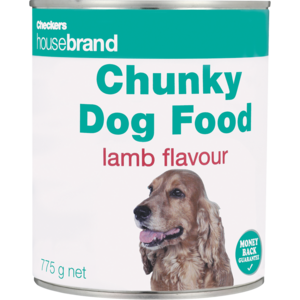 Checkers
housebrand
Chunky
Dog Food
lamb flavour
MONEY
BACK
GUARANTEE
775 g net